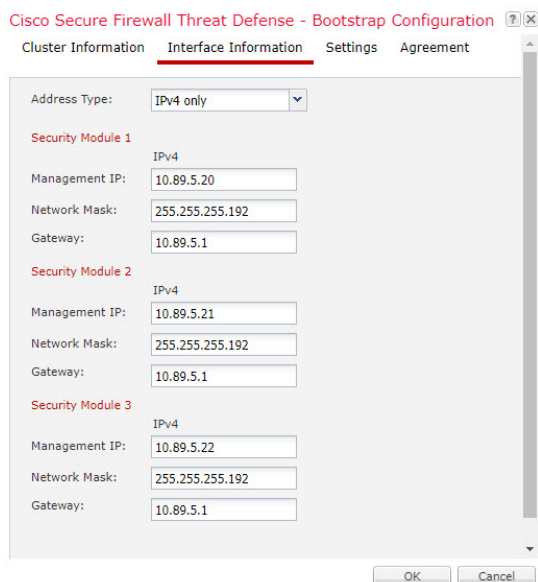 Cisco Secure Firewall Threat Defense - Bootstrap Configuration ? X
Cluster Information Interface Information Settings Agreement
Address Type: IPv4 only
Security Module 1
IPv4
Management IP: 10.89.5.20
Network Mask: 255.255.255.192
Gateway: 10.89.5.1
Security Module 2
IPv4
Management IP: 10.89.5.21
Network Mask: 255.255.255.192
Gateway: 10.89.5.1
Security Module 3
IPv4
Management IP: 10.89.5.22
Network Mask: 255.255.255.192
Gateway: 10.89.5.1
OK Cancel